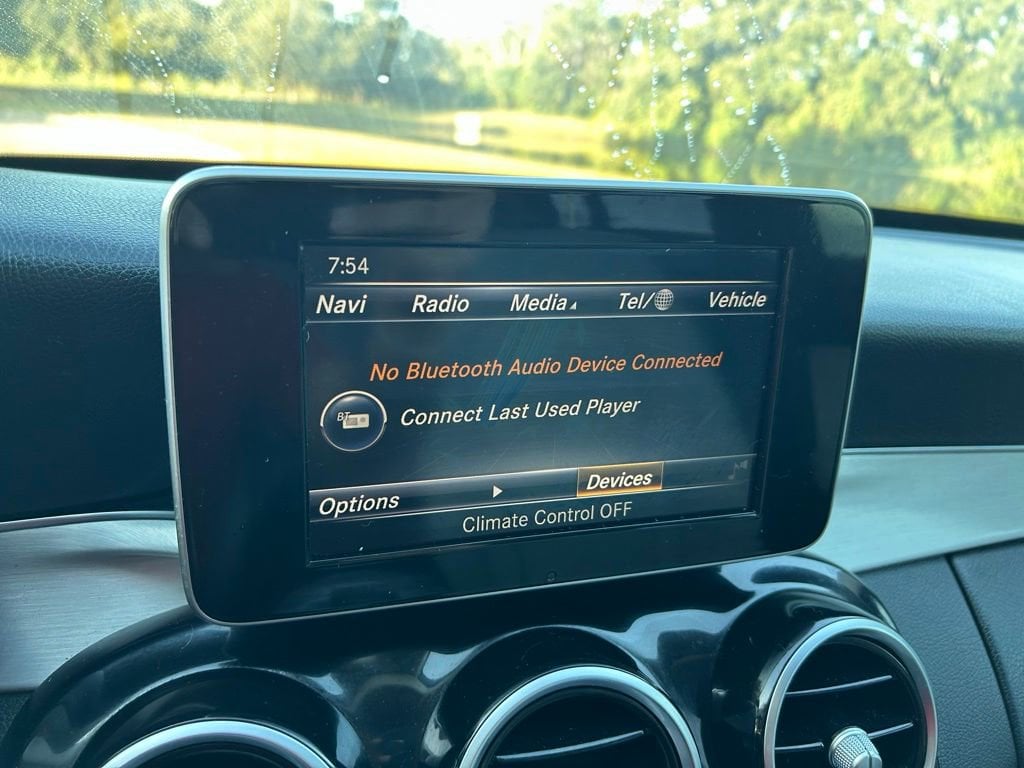 7:54
Navi Radio Media Tel/ Vehicle
No Bluetooth Audio Device Connected
BT
Connect Last Used Player
Options Devices
Climate Control OFF